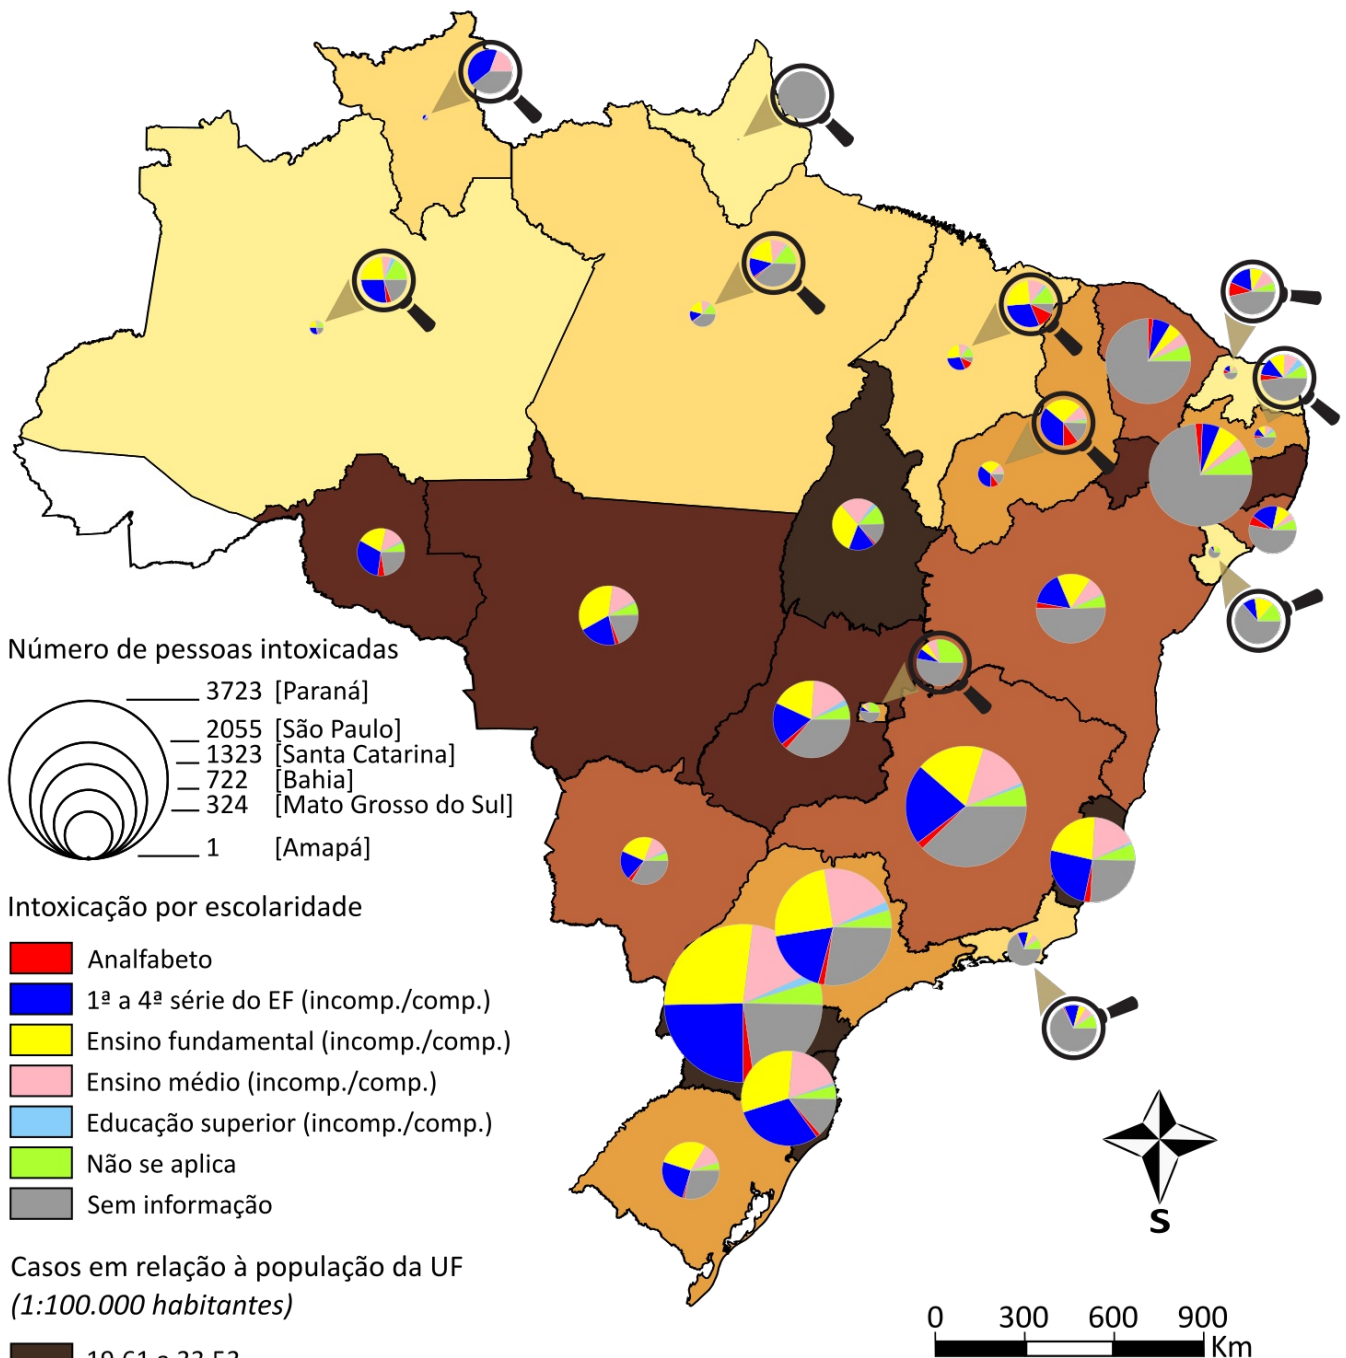 Número de pessoas intoxicadas
3723 [Paraná]
2055 [São Paulo]
1323 [Santa Catarina]
722 [Bahia]
324 [Mato Grosso do Sul]
1 [Amapá]
Intoxicação por escolaridade
Analfabeto
1ª a 4ª série do EF (incomp./comp.)
Ensino fundamental (incomp./comp.)
Ensino médio (incomp./comp.)
Educação superior (incomp./comp.)
Não se aplica
Sem informação
Casos em relação à população da UF
(1:100.000 habitantes)
S
0 300 600 900
Km